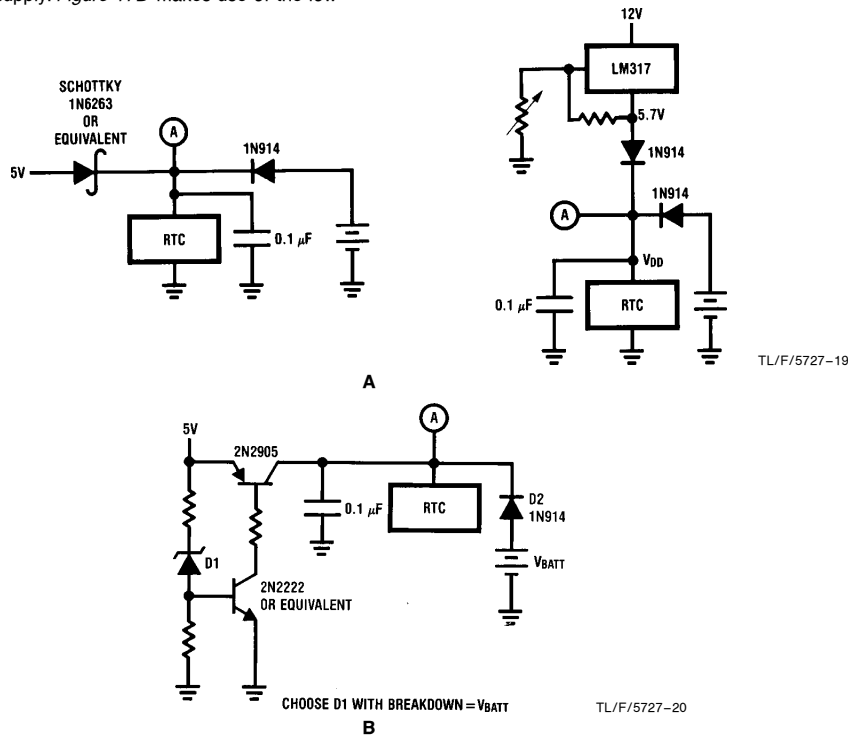 supply. Figure 17B makes use of the low
SCHOTTKY
1N6263
OR
EQUIVALENT
5V
A
1N914
RTC
0.1 μF
12V
LM317
5.7V
1N914
1N914
A
VDD
0.1 μF
RTC
TL/F/5727–19
A
5V
2N2905
A
0.1 μF
RTC
D2
1N914
VBATT
D1
2N2222
OR EQUIVALENT
CHOOSE D1 WITH BREAKDOWN = VBATT
TL/F/5727–20
B